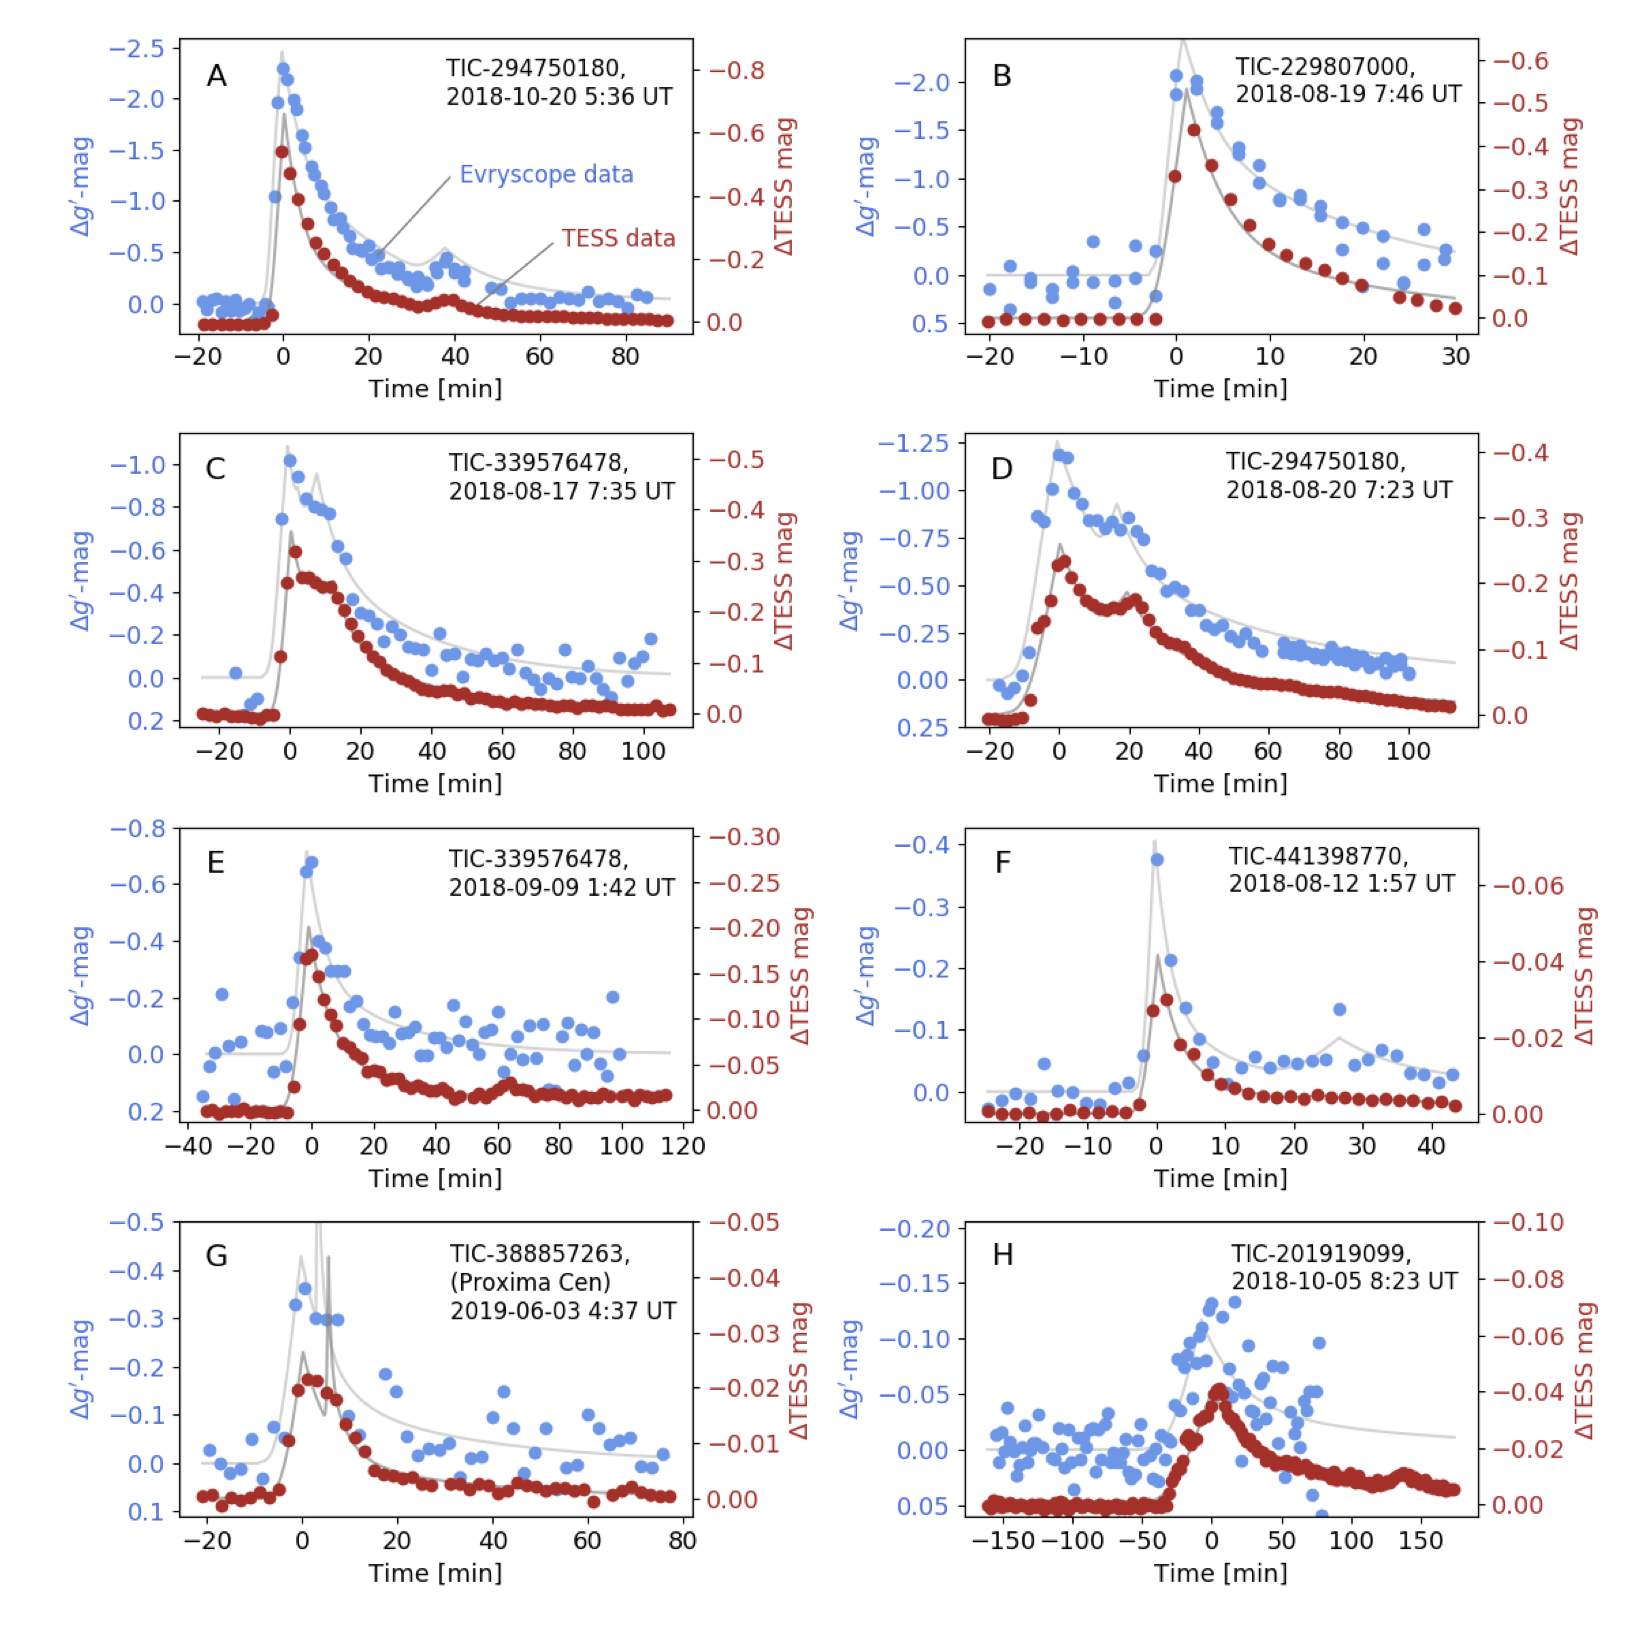 A
TIC-294750180,
2018-10-20 5:36 UT
Evryscope data
TESS data
Δg′-mag
−2.5
−2.0
−1.5
−1.0
−0.5
0.0
ΔTESS mag
−0.8
−0.6
−0.4
−0.2
0.0
−20 0 20 40 60 80
Time [min]
B
TIC-229807000,
2018-08-19 7:46 UT
Δg′-mag
−2.0
−1.5
−1.0
−0.5
0.0
0.5
ΔTESS mag
−0.6
−0.5
−0.4
−0.3
−0.2
−0.1
0.0
−20 −10 0 10 20 30
Time [min]
C
TIC-339576478,
2018-08-17 7:35 UT
Δg′-mag
−1.0
−0.8
−0.6
−0.4
−0.2
0.0
0.2
ΔTESS mag
−0.5
−0.4
−0.3
−0.2
−0.1
0.0
−20 0 20 40 60 80 100
Time [min]
D
TIC-294750180,
2018-08-20 7:23 UT
Δg′-mag
−1.25
−1.00
−0.75
−0.50
−0.25
0.00
0.25
ΔTESS mag
−0.4
−0.3
−0.2
−0.1
0.0
−20 0 20 40 60 80 100
Time [min]
E
TIC-339576478,
2018-09-09 1:42 UT
Δg′-mag
−0.8
−0.6
−0.4
−0.2
0.0
0.2
ΔTESS mag
−0.30
−0.25
−0.20
−0.15
−0.10
−0.05
0.00
−40 −20 0 20 40 60 80 100 120
Time [min]
F
TIC-441398770,
2018-08-12 1:57 UT
Δg′-mag
−0.4
−0.3
−0.2
−0.1
0.0
ΔTESS mag
−0.06
−0.04
−0.02
0.00
−20 −10 0 10 20 30 40
Time [min]
G
TIC-388857263,
(Proxima Cen)
2019-06-03 4:37 UT
Δg′-mag
−0.5
−0.4
−0.3
−0.2
−0.1
0.0
0.1
ΔTESS mag
−0.05
−0.04
−0.03
−0.02
−0.01
0.00
−20 0 20 40 60 80
Time [min]
H
TIC-201919099,
2018-10-05 8:23 UT
Δg′-mag
−0.20
−0.15
−0.10
−0.05
0.00
0.05
ΔTESS mag
−0.10
−0.08
−0.06
−0.04
−0.02
0.00
−150 −100 −50 0 50 100 150
Time [min]